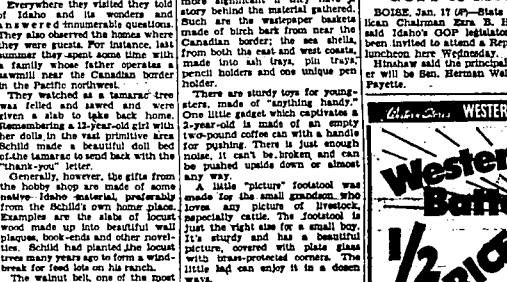 Everywhere they visited they told
of Idaho and its wonders and
answered innumerable questions.
They also observed the homes where
they were guests. For instance, last
summer they spent some time with
a family whose father operates a
sawmill near the Canadian border
in the Pacific northwest.
They watched as a tamarac tree
was felled and sawed and were
given a slab to take back home.
Remembering a 12-year-old girl with
her dolls in the vast primitive area
Schild made a beautiful doll bed
of the tamarac to send back with the
"thank-you" letter.
Generally, however, the gifts from
the hobby shop are made of some
native Idaho material, preferably
from the Schild's own home place.
Examples are the slabs of locust
wood made up into beautiful wall
plaques, book-ends and other novel-
ties. Schild had planted the locust
trees many years ago to form a wind-
break for feed lots on his ranch.
The walnut belt, one of the most
story behind the material gathered.
Such are the wastepaper baskets
made of birch bark from near the
Canadian border; the sea shells,
from both the east and west coasts,
made into ash trays, pin trays,
pencil holders and one unique pen
holder.
There are sturdy toys for young-
sters, made of "anything handy."
One little gadget which captivates a
2-year-old is made of an empty
two-pound coffee can with a handle
for pushing. There is just enough
noise, it can't be broken and can
be pushed upside down or almost
any way.
A little "picture" footstool was
made for the small grandson who
loves any picture of livestock,
especially cattle. The footstool is
just the right size for a small boy.
It's sturdy and has a beautiful
picture, covered with plate glass
with brass-protected corners. The
little lad can enjoy it in a dozen
ways.
BOISE, Jan. 17 (P)—State
lican Chairman Ezra B. H
said Idaho's GOP legislator
been invited to attend a Rep
luncheon here Wednesday.
Hinshaw said the principal
er will be Sen. Herman Wel
Payette.
Western Stores WESTER
Wester
Batt
1/2
PRICE